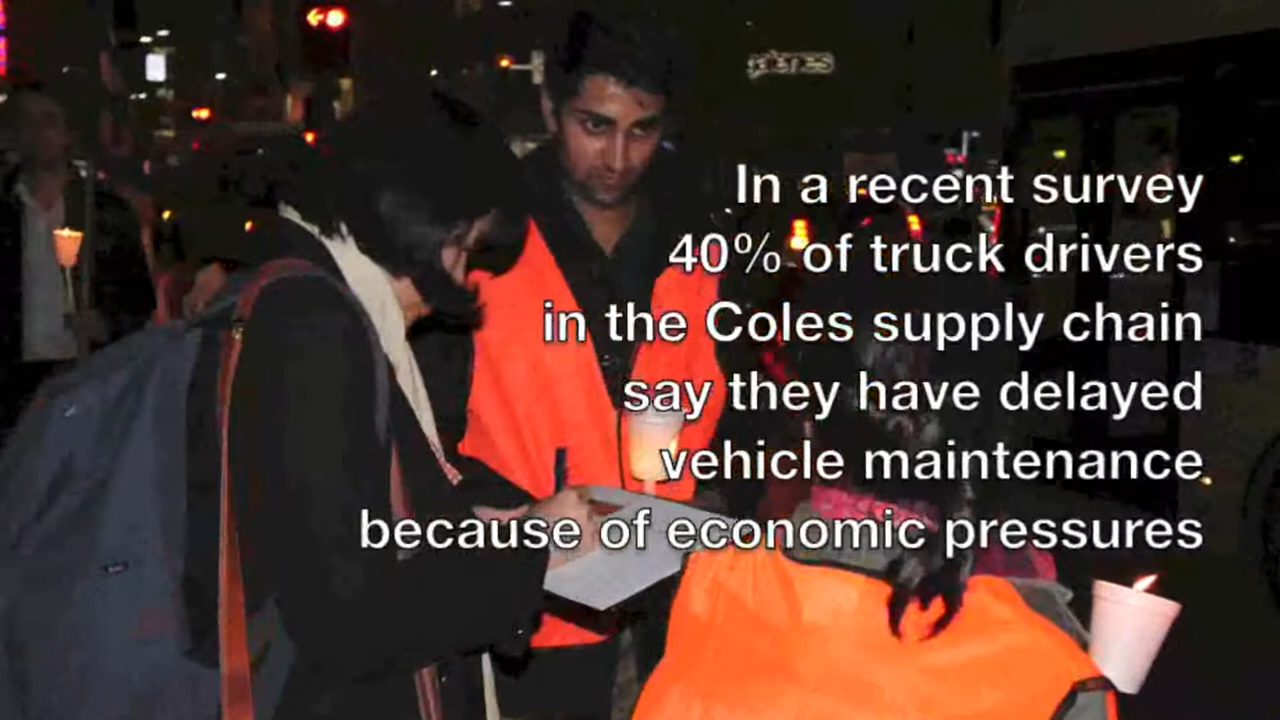 In a recent survey
40% of truck drivers
in the Coles supply chain
say they have delayed
vehicle maintenance
because of economic pressures